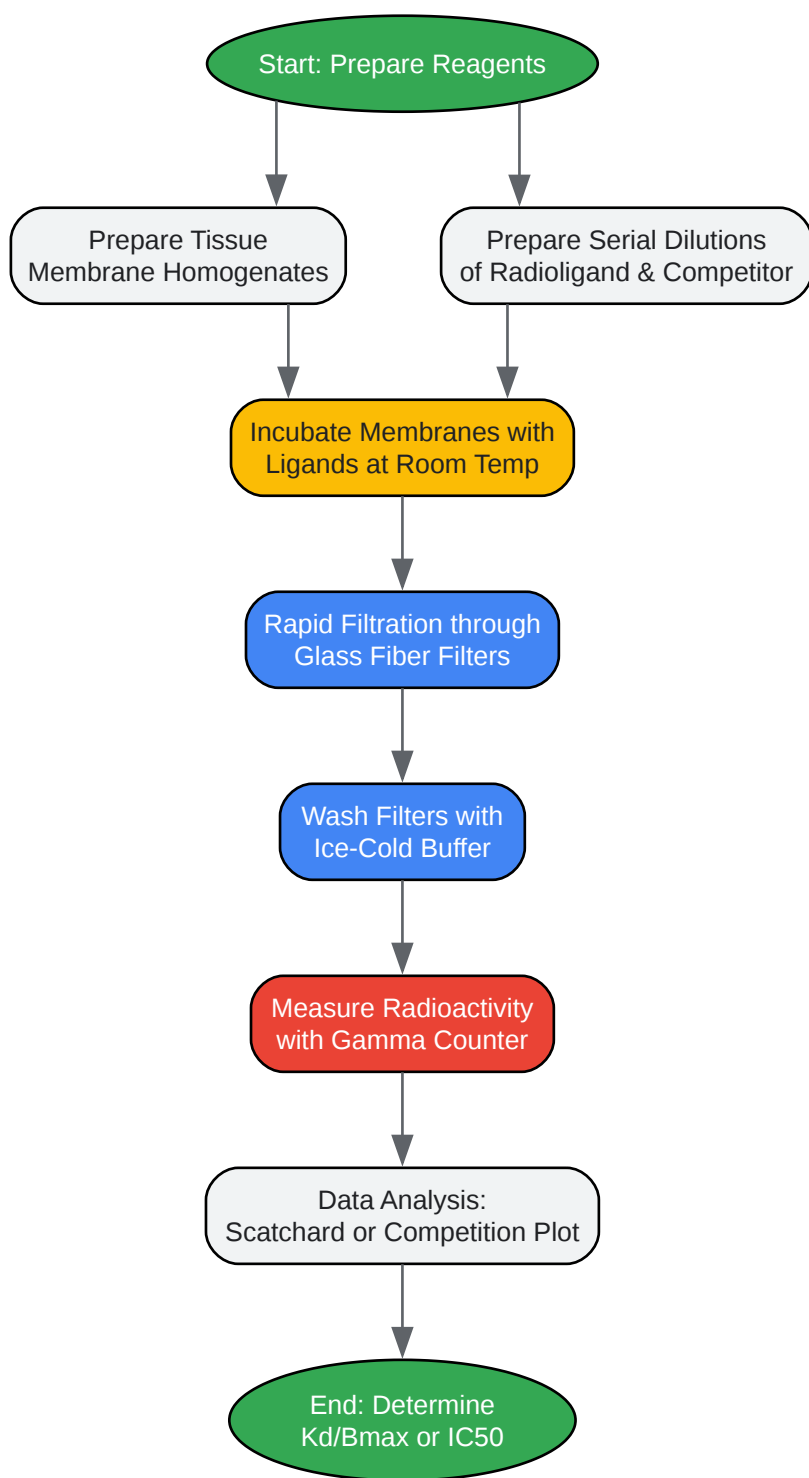 Start: Prepare Reagents
Prepare Tissue
Membrane Homogenates
Prepare Serial Dilutions
of Radioligand & Competitor
Incubate Membranes with
Ligands at Room Temp
Rapid Filtration through
Glass Fiber Filters
Wash Filters with
Ice-Cold Buffer
Measure Radioactivity
with Gamma Counter
Data Analysis:
Scatchard or Competition Plot
End: Determine
Kd/Bmax or IC50